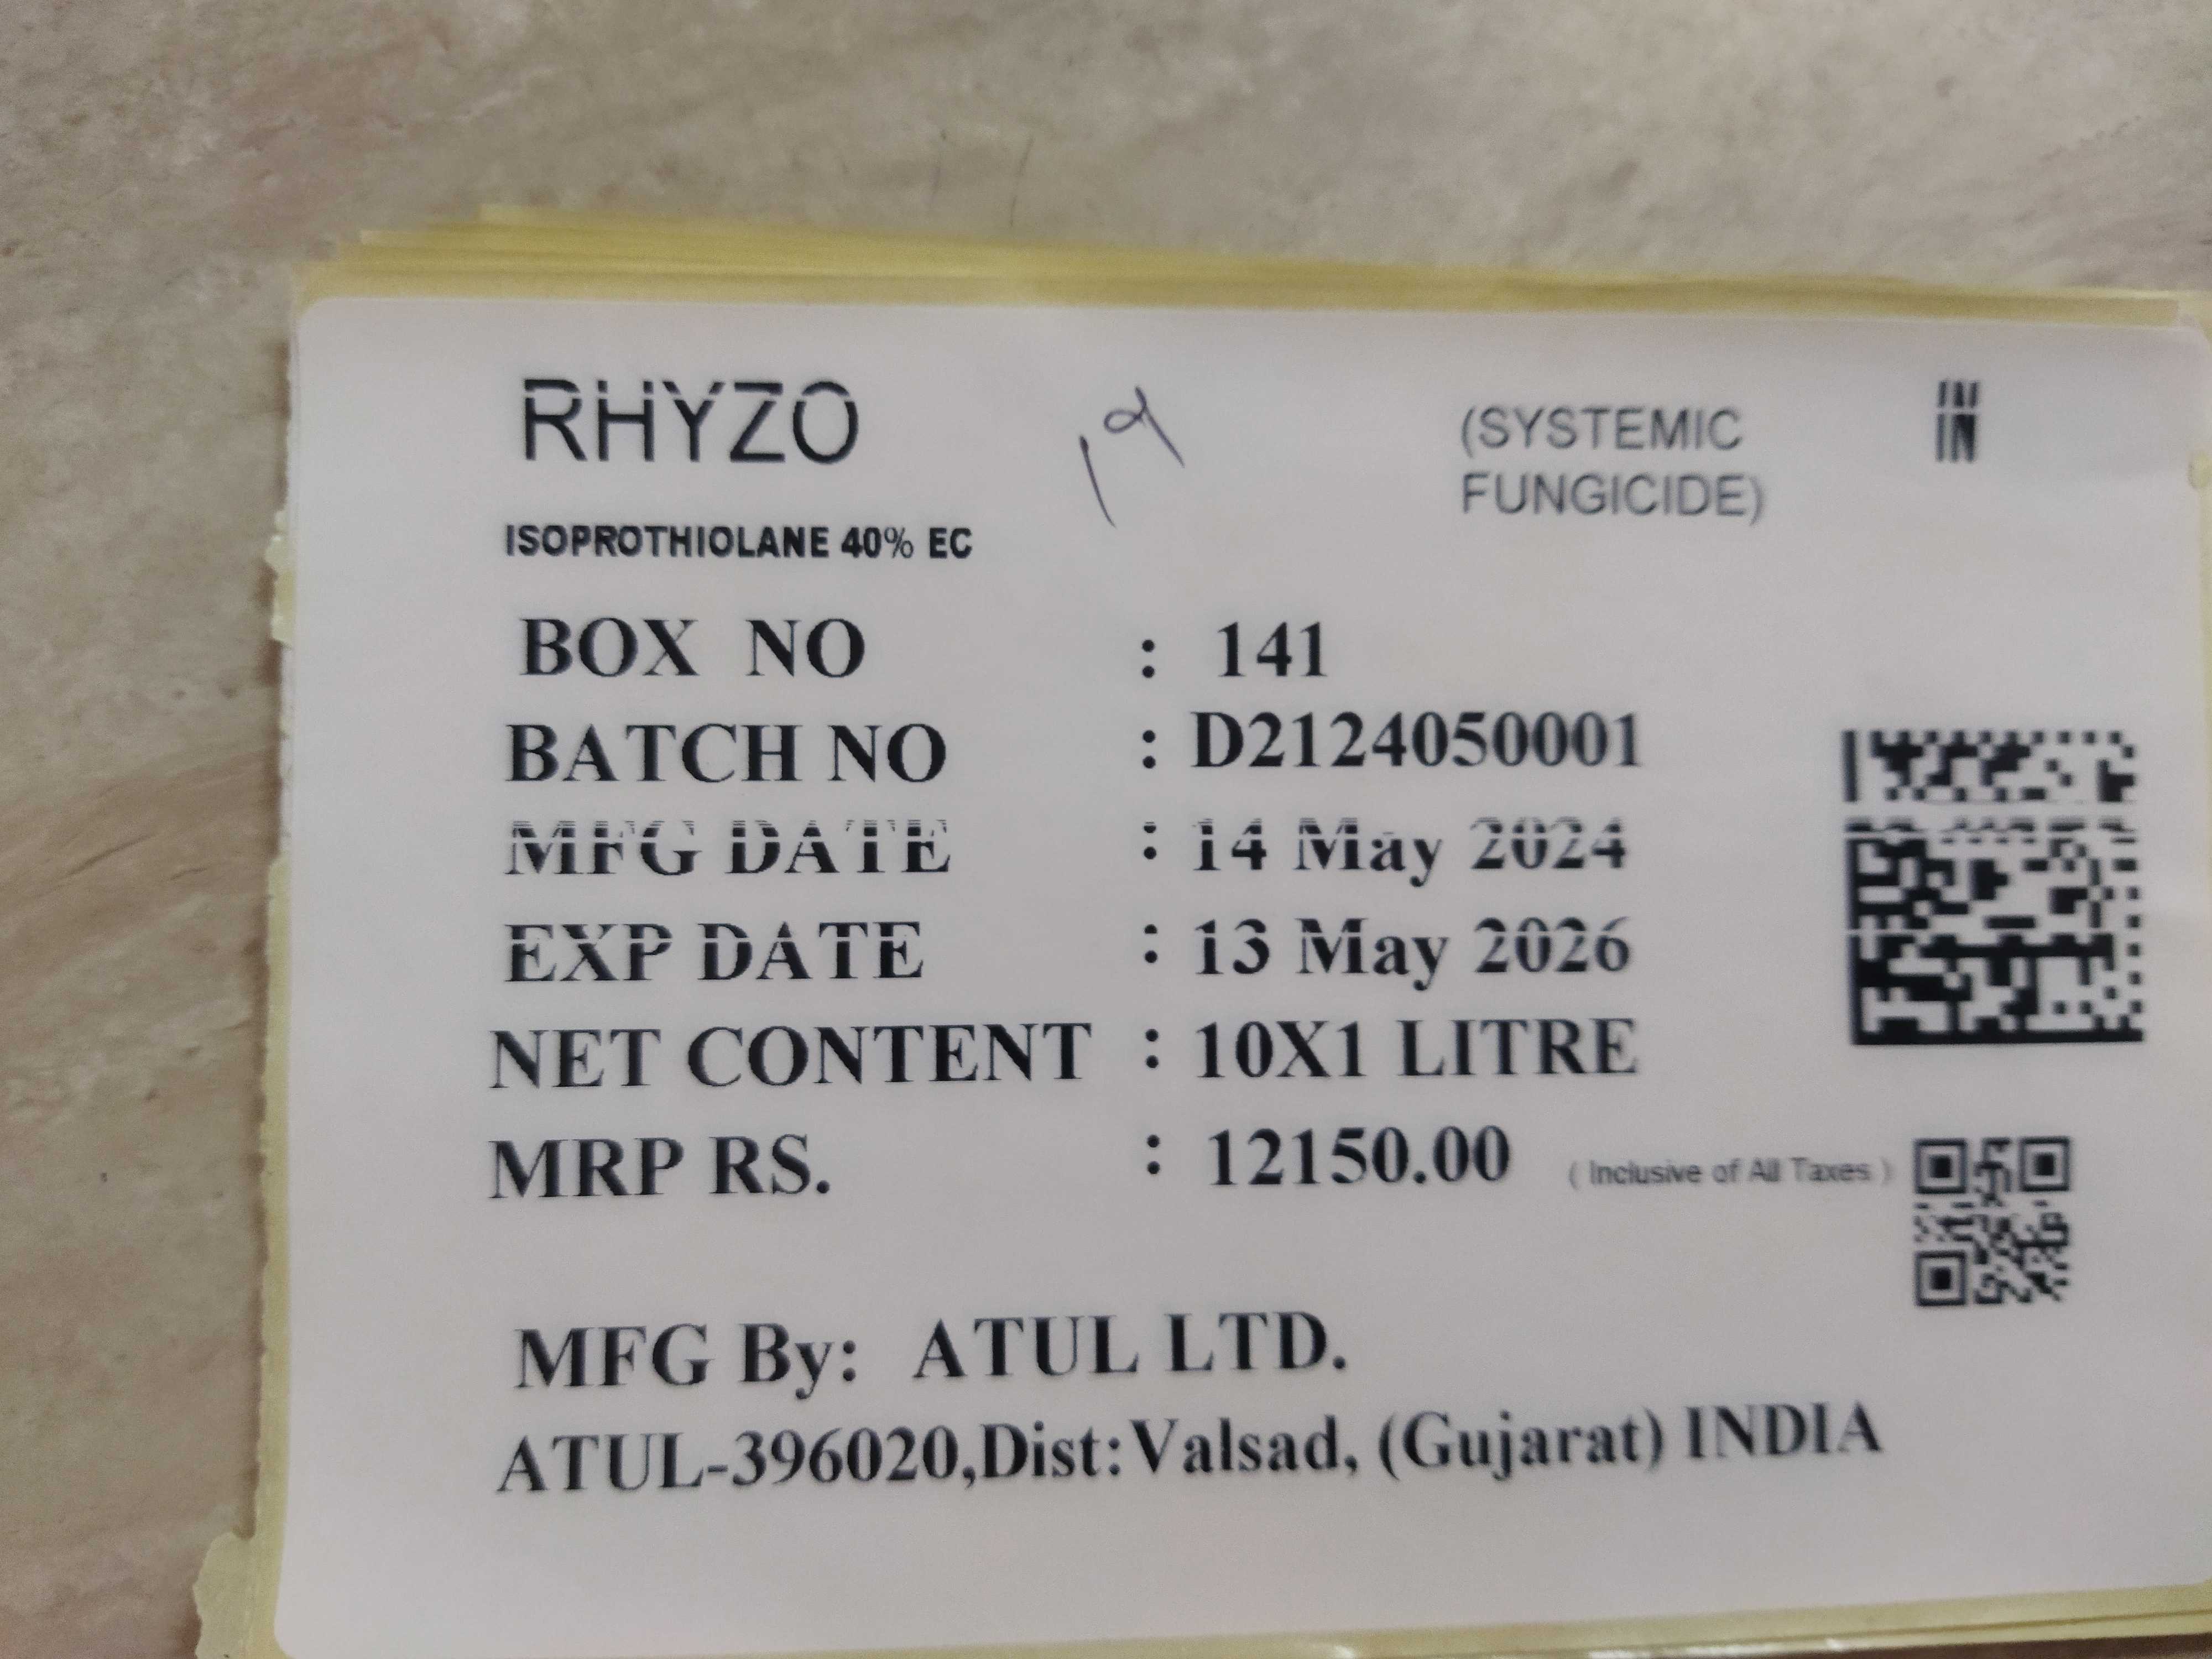 RHYZO
19
(SYSTEMIC
FUNGICIDE)
IN
ISOPROTHIOLANE 40% EC
BOX NO : 141
BATCH NO : D2124050001
MFG DATE : 14 May 2024
EXP DATE : 13 May 2026
NET CONTENT : 10X1 LITRE
MRP RS. : 12150.00 ( Inclusive of All Taxes )
MFG By: ATUL LTD.
ATUL-396020,Dist:Valsad, (Gujarat) INDIA